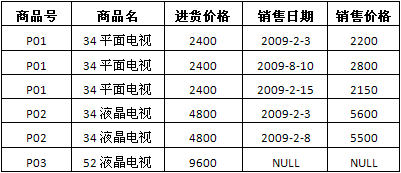 商品号 商品名 进货价格 销售日期 销售价格
P01 34 平面电视 2400 2009-2-3 2200
P01 34 平面电视 2400 2009-8-10 2800
P01 34 平面电视 2400 2009-2-15 2150
P02 34 液晶电视 4800 2009-2-3 5600
P02 34 液晶电视 4800 2009-2-8 5500
P03 52 液晶电视 9600 NULL NULL